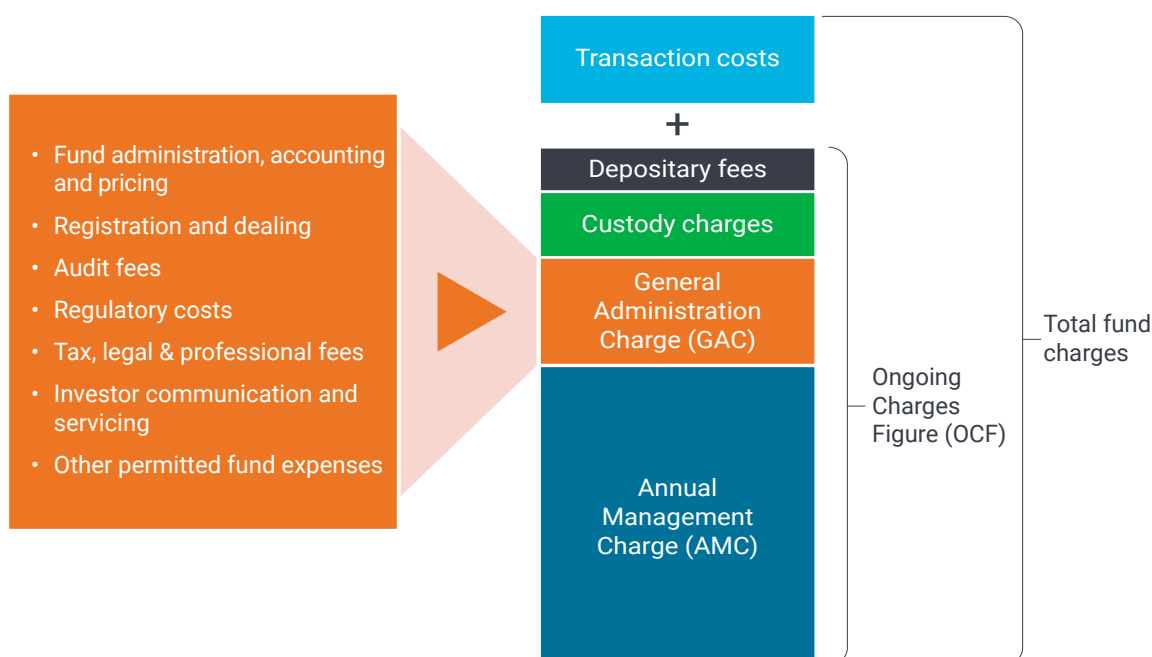 • Fund administration, accounting
and pricing
• Registration and dealing
• Audit fees
• Regulatory costs
• Tax, legal & professional fees
• Investor communication and
servicing
• Other permitted fund expenses
Transaction costs
+
Depositary fees
Custody charges
General
Administration
Charge (GAC)
Annual
Management
Charge (AMC)
Ongoing
Charges
Figure (OCF)
Total fund
charges